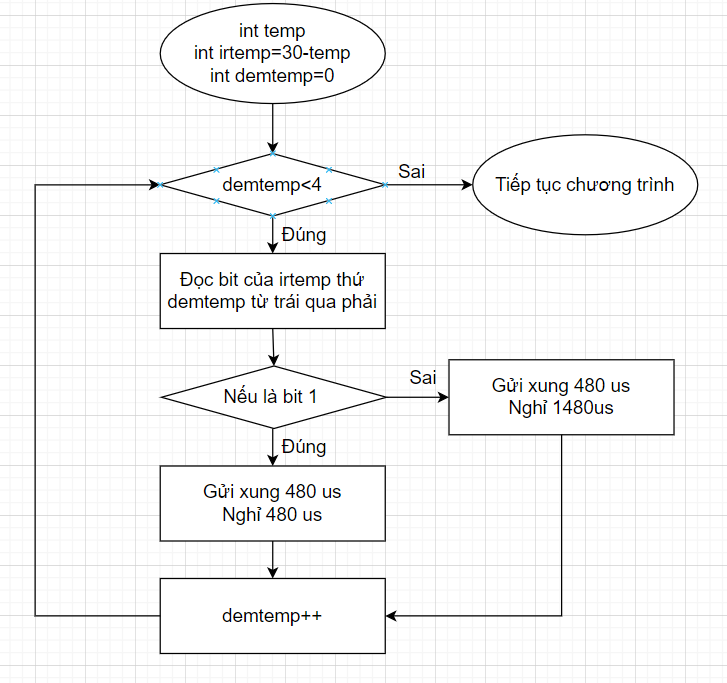 int temp
int irtemp=30-temp
int demtemp=0
demtemp<4
Sai
Tiếp tục chương trình
Đúng
Đọc bit của irtemp thứ
demtemp từ trái qua phải
Nếu là bit 1
Sai
Gửi xung 480 us
Nghỉ 1480us
Đúng
Gửi xung 480 us
Nghỉ 480 us
demtemp++